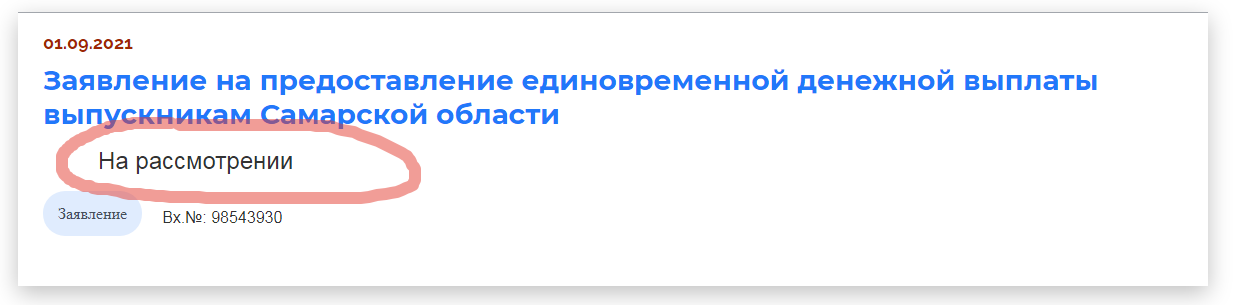 01.09.2021
Заявление на предоставление единовременной денежной выплаты
выпускникам Самарской области
На рассмотрении
Заявление Вх.№: 98543930